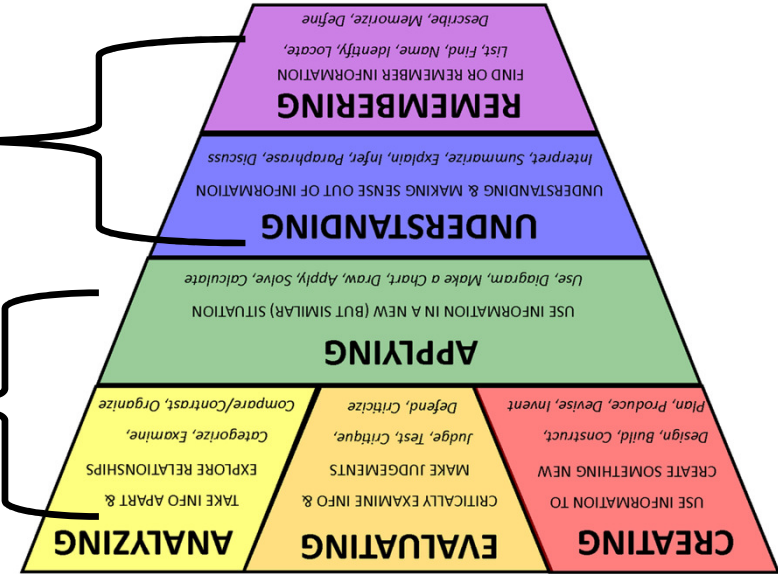 CREATING
USE INFORMATION TO
CREATE SOMETHING NEW
Design, Build, Construct,
Plan, Produce, Devise, Invent
EVALUATING
CRITICALLY EXAMINE INFO &
MAKE JUDGEMENTS
Judge, Test, Critique,
Defend, Criticize
ANALYZING
TAKE INFO APART &
EXPLORE RELATIONSHIPS
Categorize, Examine,
Compare/Contrast, Organize
APPLYING
USE INFORMATION IN A NEW (BUT SIMILAR) SITUATION
Use, Diagram, Make a Chart, Draw, Apply, Solve, Calculate
UNDERSTANDING
UNDERSTANDING & MAKING SENSE OUT OF INFORMATION
Interpret, Summarize, Explain, Infer, Paraphrase, Discuss
REMEMBERING
FIND OR REMEMBER INFORMATION
List, Find, Name, Identify, Locate,
Describe, Memorize, Define